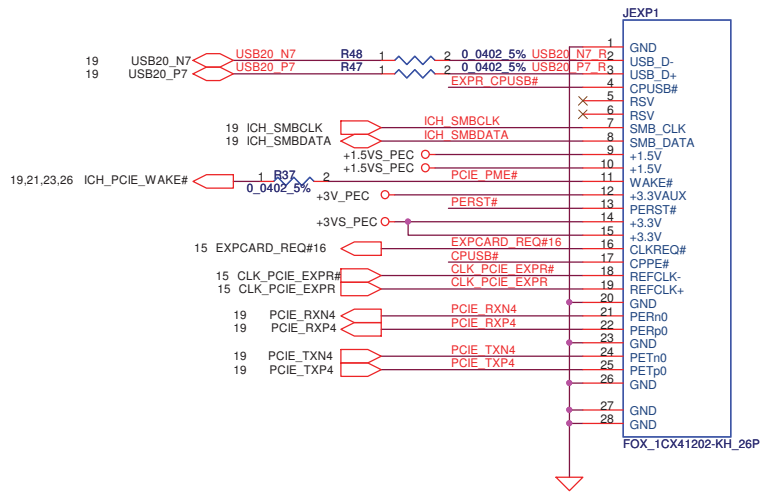 JEXP1
1 GND
19 USB20_N7 USB20_N7 R48 1 2 0_0402_5% USB20_N7_R 2 USB_D-
19 USB20_P7 USB20_P7 R47 1 2 0_0402_5% USB20_P7_R 3 USB_D+
EXPR_CPUSB# 4 CPUSB#
5 RSV
6 RSV
19 ICH_SMBCLK ICH_SMBCLK 7 SMB_CLK
19 ICH_SMBDATA ICH_SMBDATA 8 SMB_DATA
+1.5VS_PEC 9 +1.5V
+1.5VS_PEC 10 +1.5V
19,21,23,26 ICH_PCIE_WAKE# 1 R37 2 PCIE_PME# 11 WAKE#
0_0402_5%
+3V_PEC 12 +3.3VAUX
PERST# 13 PERST#
+3VS_PEC 14 +3.3V
15 +3.3V
15 EXPCARD_REQ#16 EXPCARD_REQ#16 16 CLKREQ#
CPUSB# 17 CPPE#
15 CLK_PCIE_EXPR# CLK_PCIE_EXPR# 18 REFCLK-
15 CLK_PCIE_EXPR CLK_PCIE_EXPR 19 REFCLK+
20 GND
19 PCIE_RXN4 PCIE_RXN4 21 PERn0
19 PCIE_RXP4 PCIE_RXP4 22 PERp0
23 GND
19 PCIE_TXN4 PCIE_TXN4 24 PETn0
19 PCIE_TXP4 PCIE_TXP4 25 PETp0
26 GND
27 GND
28 GND
FOX_1CX41202-KH_26P